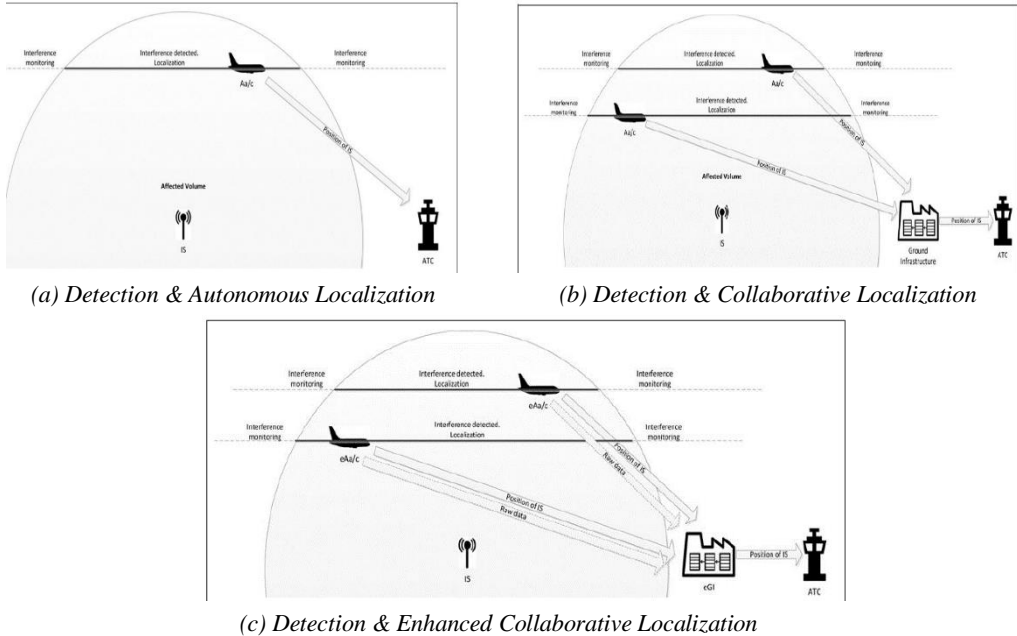 Interference
monitoring
Interference detected.
Localization
Interference
monitoring
Aa/c
Position of IS
Affected Volume
IS
ATC
(a) Detection & Autonomous Localization
Interference
monitoring
Interference detected.
Localization
Interference
monitoring
Aa/c
Interference
monitoring
Interference detected.
Localization
Interference
monitoring
Aa/c
Position of IS
Position of IS
Affected Volume
IS
Position of IS
Ground
Infrastructure
ATC
(b) Detection & Collaborative Localization
Interference
monitoring
Interference detected.
Localization
Interference
monitoring
eAa/c
Interference
monitoring
Interference detected.
Localization
Interference
monitoring
eAa/c
Position of IS
Raw data
Position of IS
Raw data
IS
Position of IS
eGI
ATC
(c) Detection & Enhanced Collaborative Localization